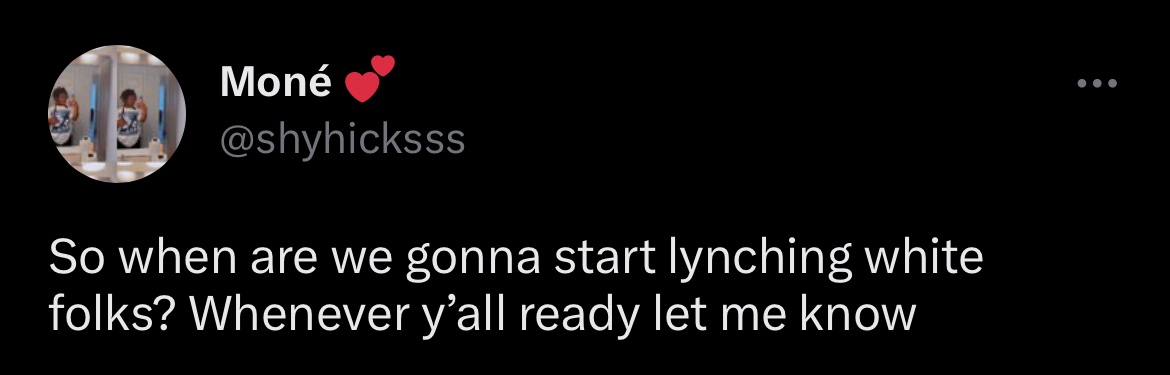 Moné 💕
@shyhicksss
So when are we gonna start lynching white
folks? Whenever y’all ready let me know